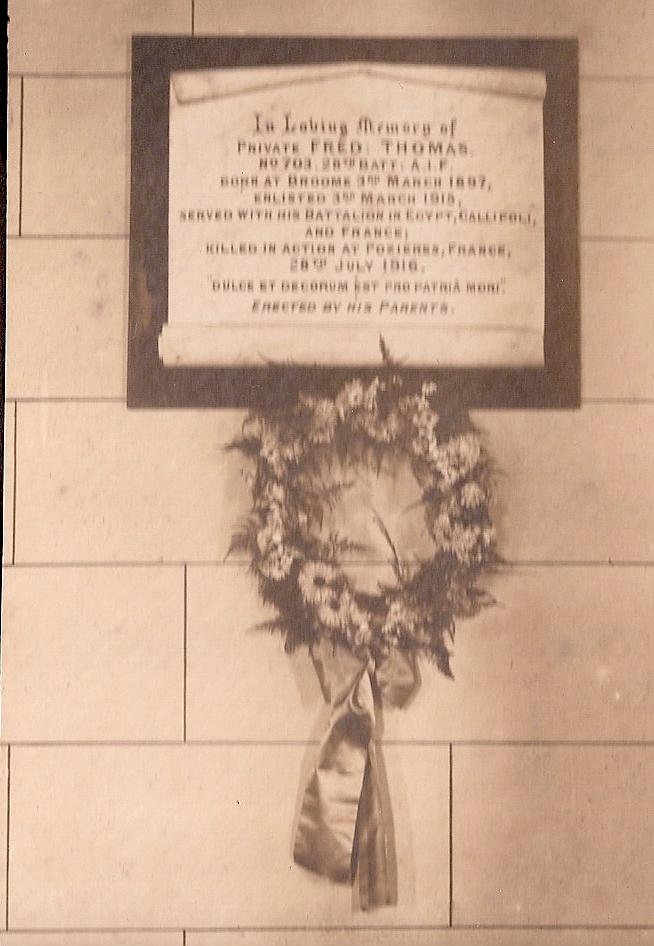 In Loving Memory of
PRIVATE FRED: THOMAS.
NO 703. 28TH BATT: A.I.F.
BORN AT BROOME 3RD MARCH 1897,
ENLISTED 3RD MARCH 1915,
SERVED WITH HIS BATTALION IN EGYPT, GALLIPOLI,
AND FRANCE;
KILLED IN ACTION AT POZIERES, FRANCE,
28TH JULY 1916.
"DULCE ET DECORUM EST PRO PATRIÂ MORI".
ERECTED BY HIS PARENTS.